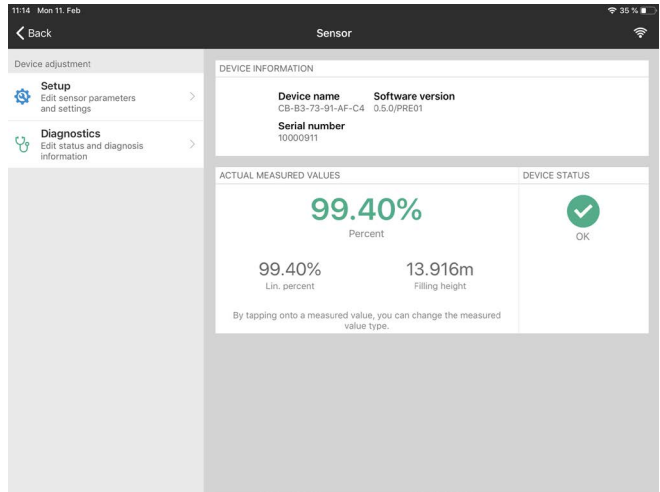 11:14 Mon 11. Feb
35 %
Back
Sensor
Device adjustment
Setup
Edit sensor parameters
and settings
Diagnostics
Edit status and diagnosis
information
DEVICE INFORMATION
Device name
CB-B3-73-91-AF-C4
Software version
0.5.0/PRE01
Serial number
10000911
ACTUAL MEASURED VALUES
99.40%
Percent
99.40%
Lin. percent
13.916m
Filling height
By tapping onto a measured value, you can change the measured
value type.
DEVICE STATUS
OK